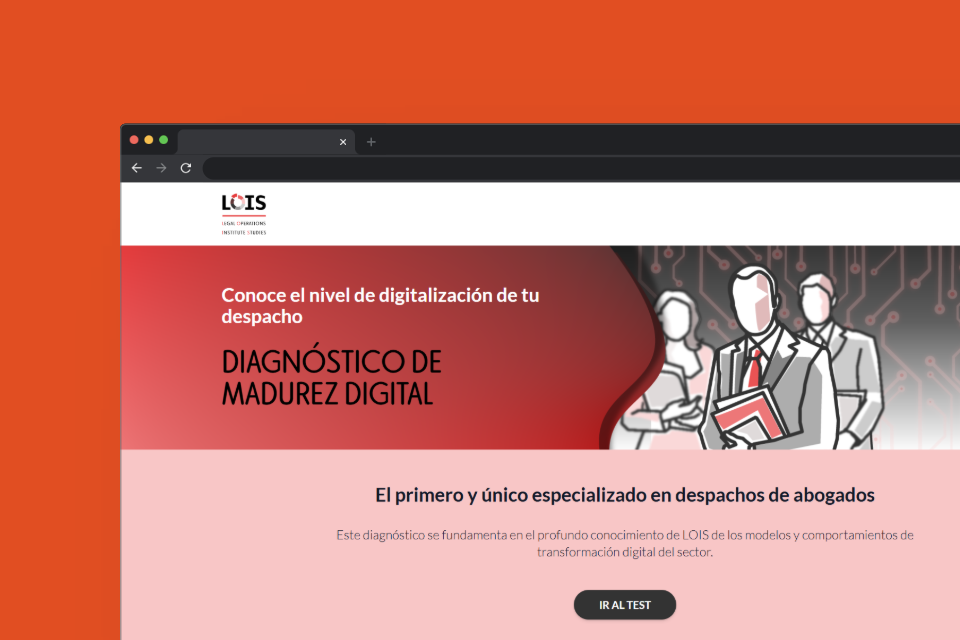 LOIS
LEGAL OPERATIONS
INSTITUTE STUDIES
Conoce el nivel de digitalización de tu
despacho
DIAGNÓSTICO DE
MADUREZ DIGITAL
El primero y único especializado en despachos de abogados
Este diagnóstico se fundamenta en el profundo conocimiento de LOIS de los modelos y comportamientos de
transformación digital del sector.
IR AL TEST